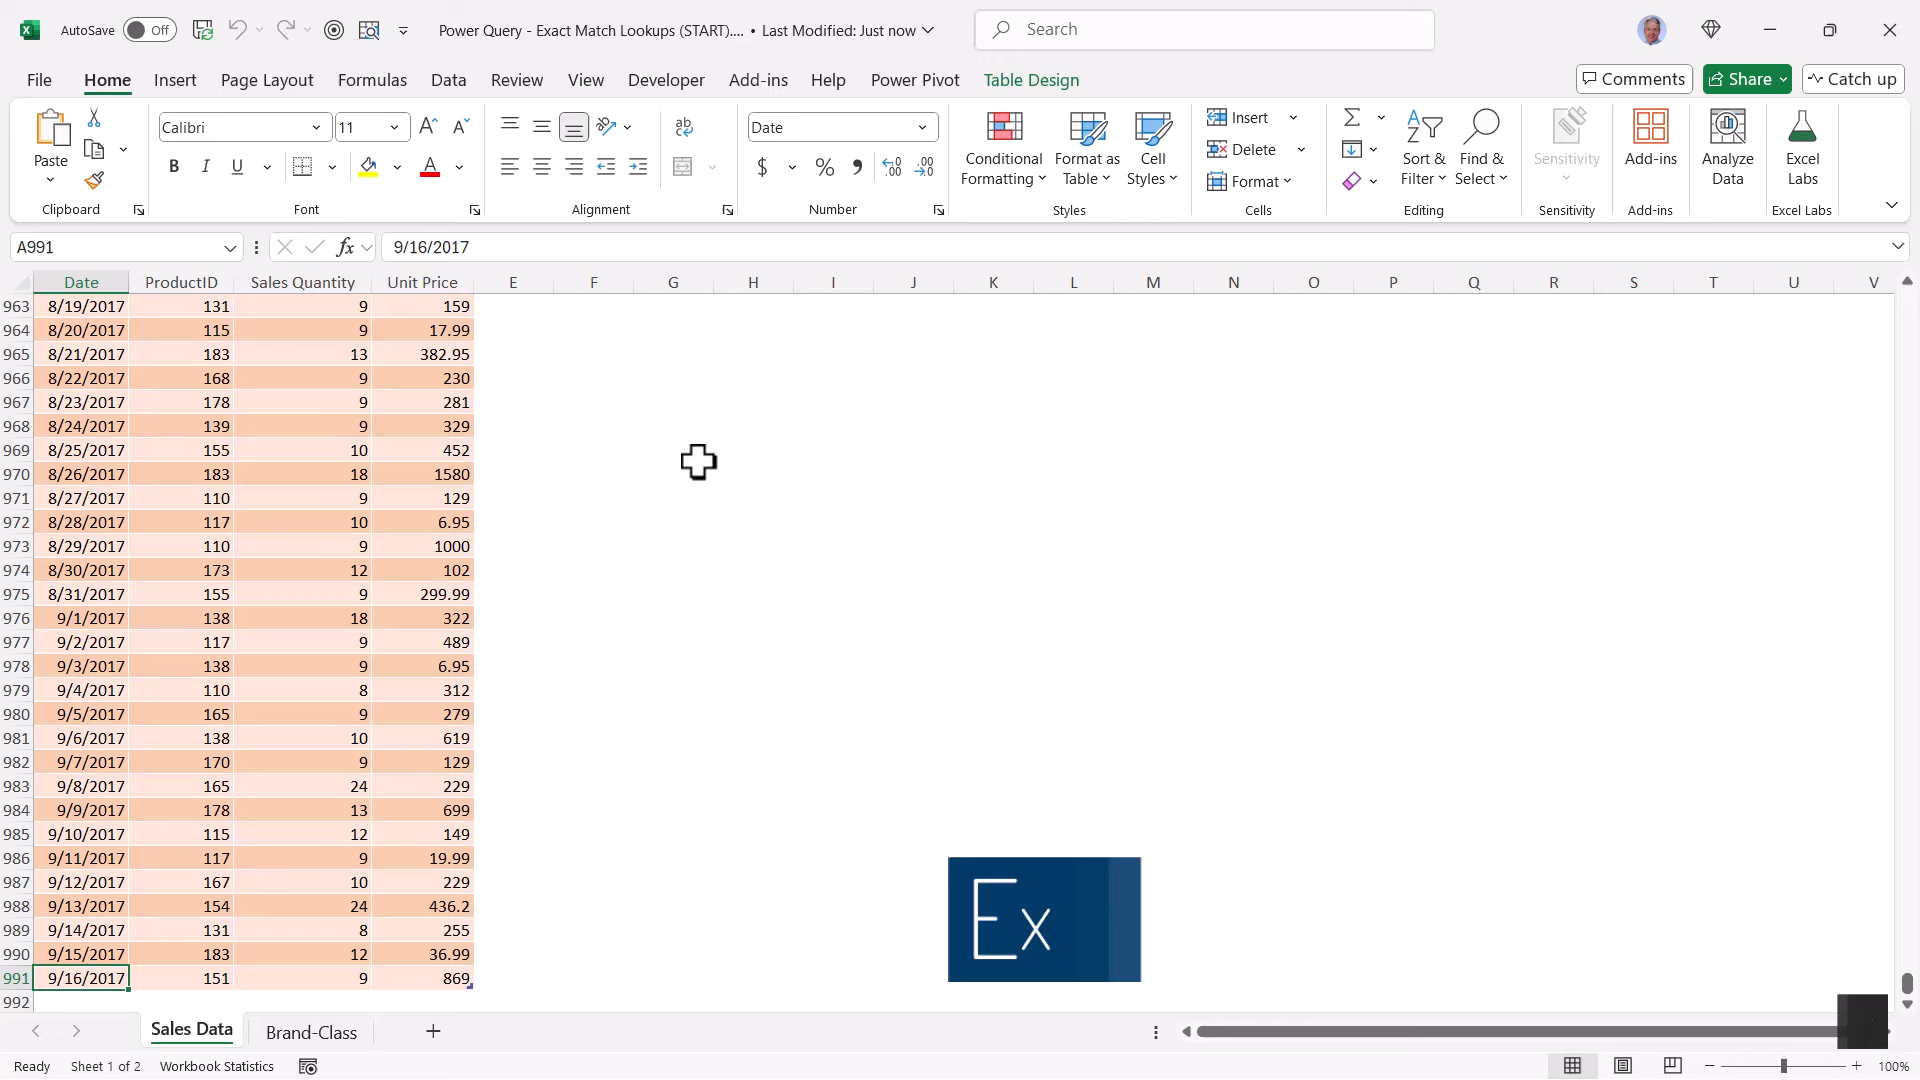 AutoSave Off Power Query - Exact Match Lookups (START).... • Last Modified: Just now Search
File Home Insert Page Layout Formulas Data Review View Developer Add-ins Help Power Pivot Table Design Comments Share Catch up
Paste Calibri 11 B I U Date $ % Conditional Formatting Format as Table Cell Styles Insert Delete Format Sort & Filter Find & Select Sensitivity Add-ins Analyze Data Excel Labs
Clipboard Font Alignment Number Styles Cells Editing Sensitivity Add-ins Excel Labs
A991 fx 9/16/2017
Date ProductID Sales Quantity Unit Price E F G H I J K L M N O P Q R S T U V
963 8/19/2017 131 9 159
964 8/20/2017 115 9 17.99
965 8/21/2017 183 13 382.95
966 8/22/2017 168 9 230
967 8/23/2017 178 9 281
968 8/24/2017 139 9 329
969 8/25/2017 155 10 452
970 8/26/2017 183 18 1580
971 8/27/2017 110 9 129
972 8/28/2017 117 10 6.95
973 8/29/2017 110 9 1000
974 8/30/2017 173 12 102
975 8/31/2017 155 9 299.99
976 9/1/2017 138 18 322
977 9/2/2017 117 9 489
978 9/3/2017 138 9 6.95
979 9/4/2017 110 8 312
980 9/5/2017 165 9 279
981 9/6/2017 138 10 619
982 9/7/2017 170 9 129
983 9/8/2017 165 24 229
984 9/9/2017 178 13 699
985 9/10/2017 115 12 149
986 9/11/2017 117 9 19.99
987 9/12/2017 167 10 229
988 9/13/2017 154 24 436.2
989 9/14/2017 131 8 255
990 9/15/2017 183 12 36.99
991 9/16/2017 151 9 869
992
Ex
Sales Data Brand-Class
Ready Sheet 1 of 2 Workbook Statistics 100%